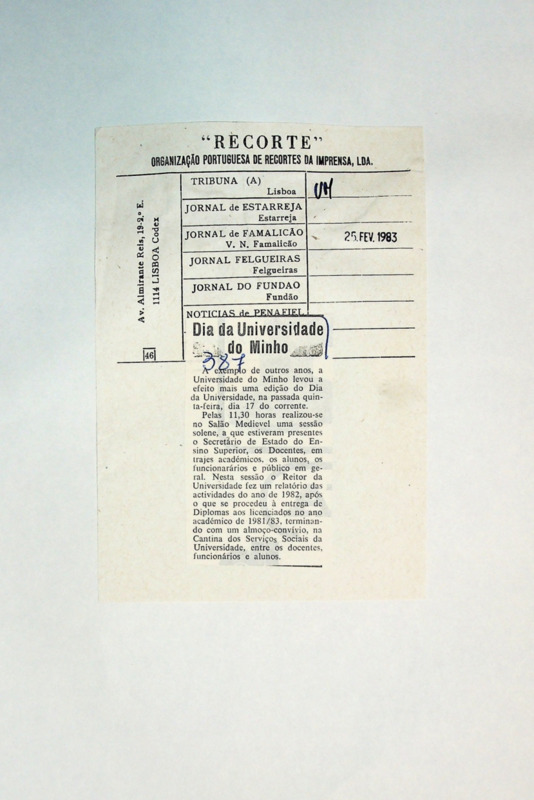 "RECORTE"
ORGANIZAÇÃO PORTUGUESA DE RECORTES DA IMPRENSA, LDA.
Av. Almirante Reis, 19-2.º E.
1114 LISBOA Codex
46
TRIBUNA (A)
Lisboa
UM
JORNAL de ESTARREJA
Estarreja
JORNAL de FAMALICÃO
V. N. Famalicão
25. FEV. 1983
JORNAL FELGUEIRAS
Felgueiras
JORNAL DO FUNDAO
Fundão
NOTICIAS de PENAFIEL
Dia da Universidade
do Minho
387
A exemplo de outros anos, a
Universidade do Minho levou a
efeito mais uma edição do Dia
da Universidade, na passada quin-
ta-feira, dia 17 do corrente.
Pelas 11,30 horas realizou-se
no Salão Medievel uma sessão
solene, a que estiveram presentes
o Secretário de Estado do En-
sino Superior, os Docentes, em
trajes académicos. os alunos, os
funcionarários e público em ge-
ral. Nesta sessão o Reitor da
Universidade fez um relatório das
actividades do ano de 1982, após
o que se procedeu à entrega de
Diplomas aos licenciados no ano
académico de 1981/83, terminan-
do com um almoço-convívio, na
Cantina dos Serviços Sociais da
Universidade, entre os docentes,
funcionários e alunos.